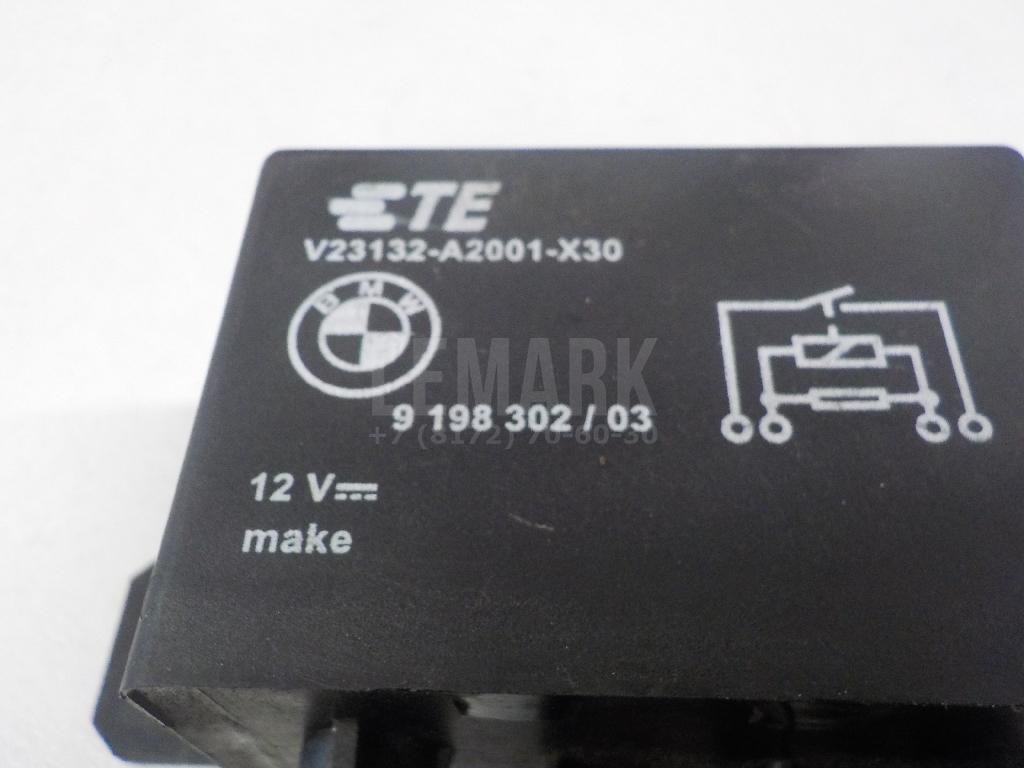 TE
V23132-A2001-X30
BMW
LEMARK
9 198 302 / 03
+7 (8172) 70-60-30
12 V
make